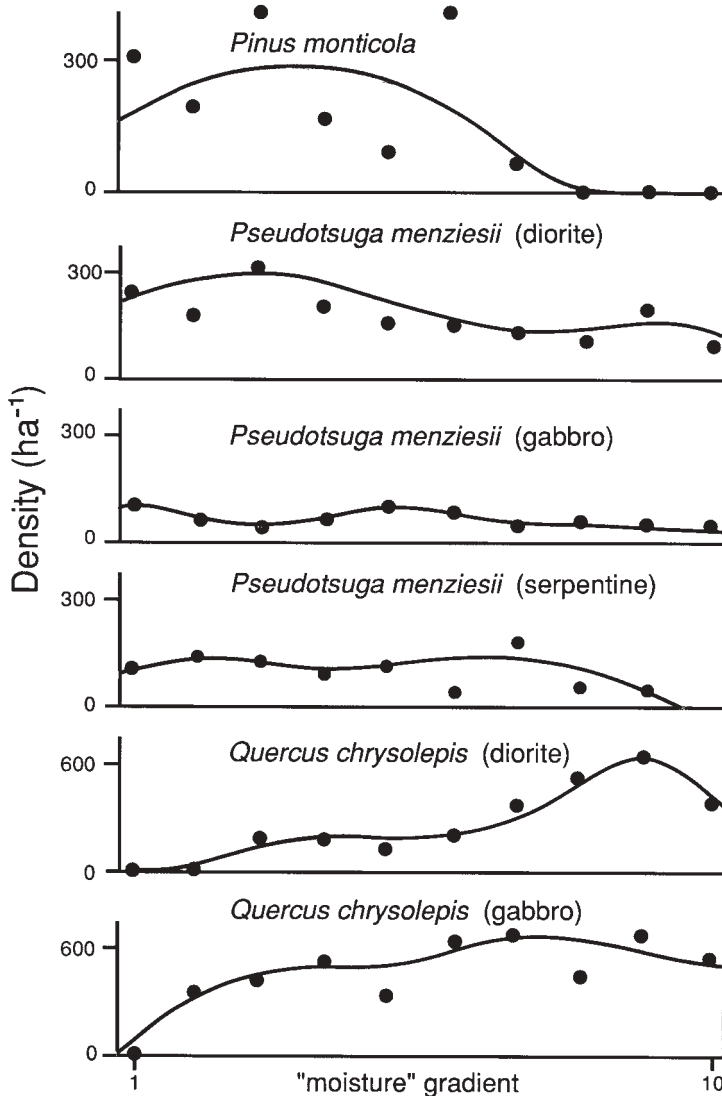 Pinus monticola
300
0
Pseudotsuga menziesii (diorite)
300
0
Pseudotsuga menziesii (gabbro)
300
0
Pseudotsuga menziesii (serpentine)
300
0
Quercus chrysolepis (diorite)
600
0
Quercus chrysolepis (gabbro)
600
0
Density (ha⁻¹)
1 "moisture" gradient 10